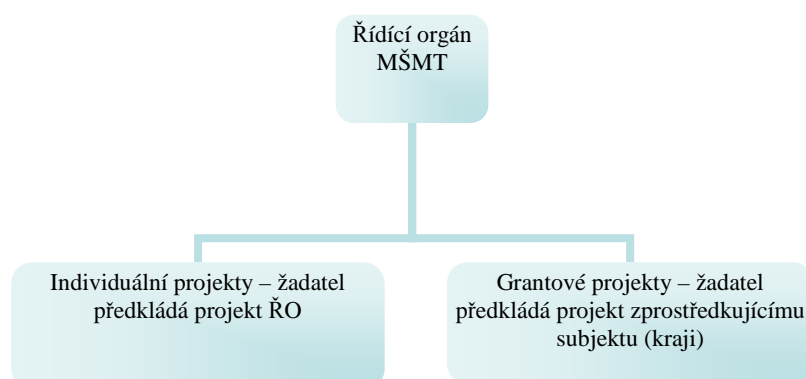 Řídící orgán
MŠMT
Individuální projekty – žadatel
předkládá projekt ŘO
Grantové projekty – žadatel
předkládá projekt zprostředkujícímu
subjektu (kraji)